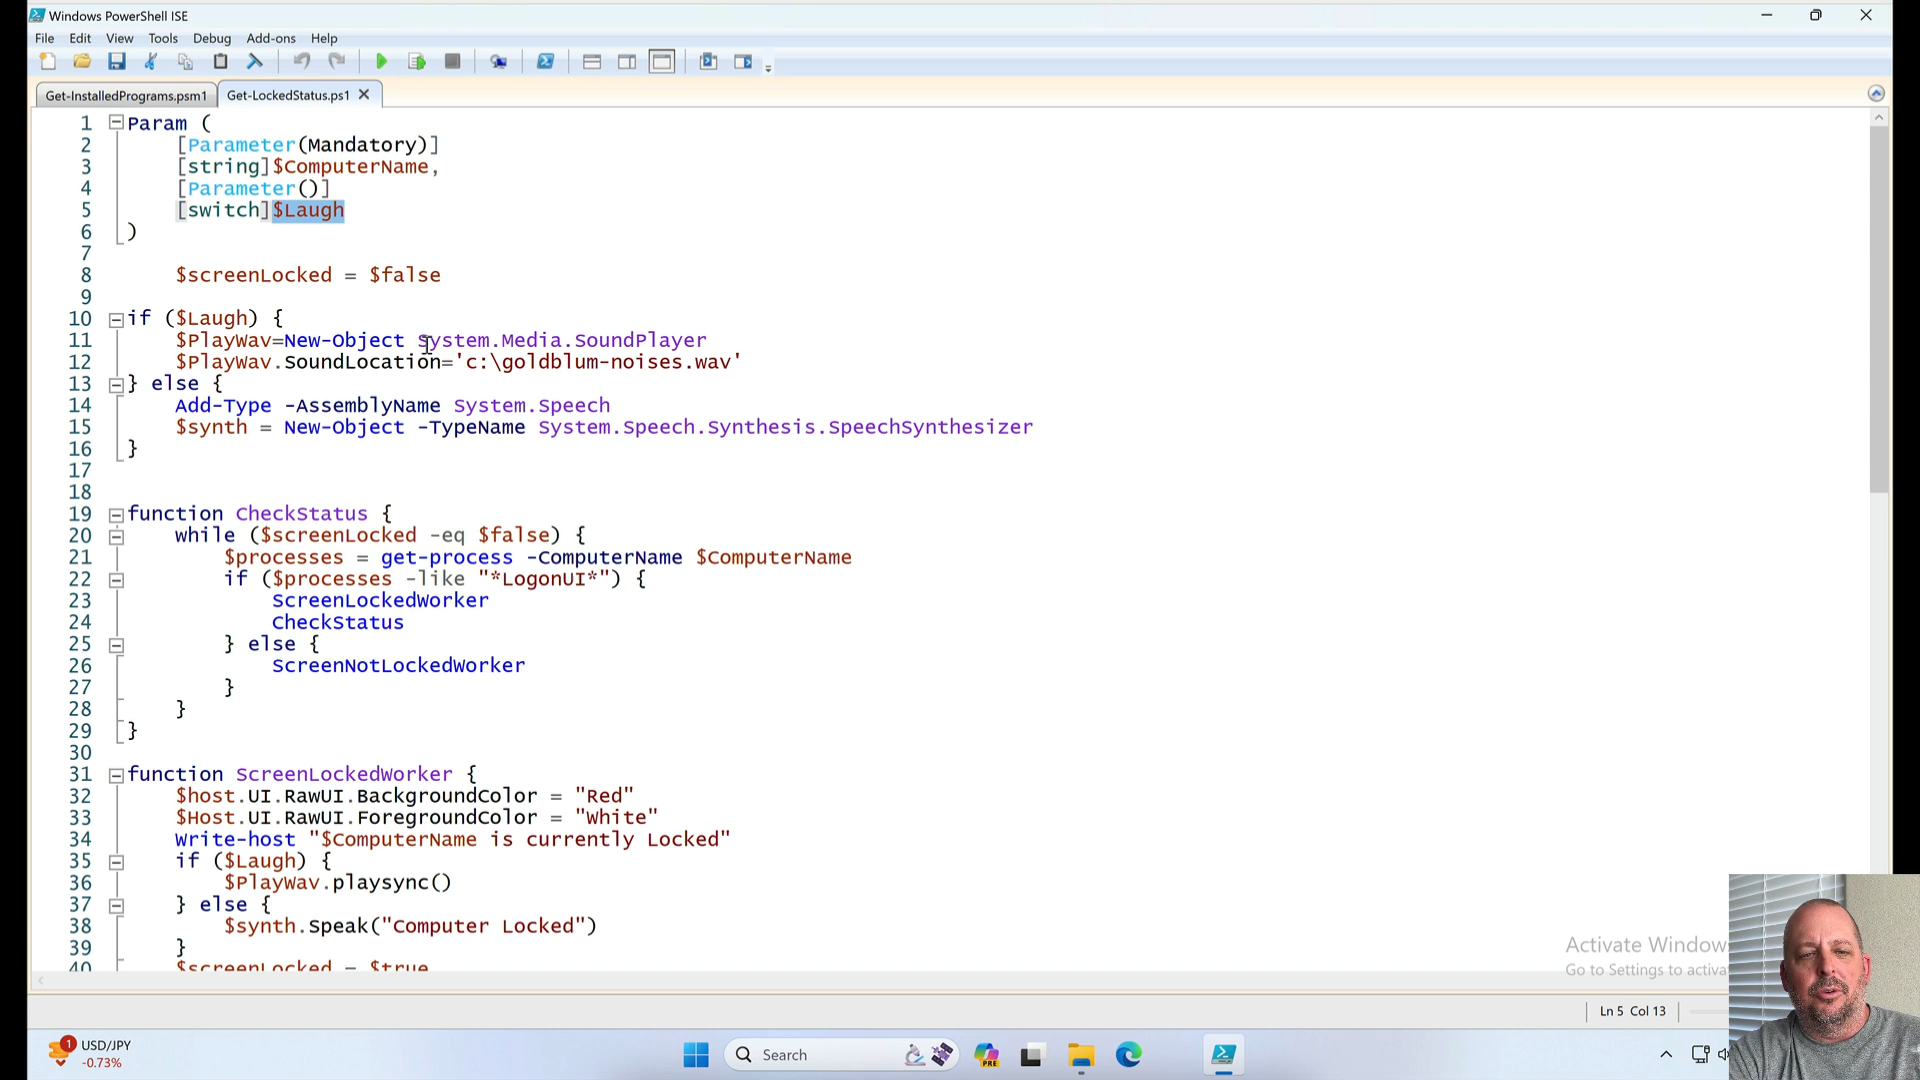 Windows PowerShell ISE
File Edit View Tools Debug Add-ons Help
Get-InstalledPrograms.psm1 Get-LockedStatus.ps1
1 Param (
2 [Parameter(Mandatory)]
3 [string]$ComputerName,
4 [Parameter()]
5 [switch]$Laugh
6 )
7
8 $screenLocked = $false
9
10 if ($Laugh) {
11 $PlayWav=New-Object System.Media.SoundPlayer
12 $PlayWav.SoundLocation='c:\goldblum-noises.wav'
13 } else {
14 Add-Type -AssemblyName System.Speech
15 $synth = New-Object -TypeName System.Speech.Synthesis.SpeechSynthesizer
16 }
17
18
19 function CheckStatus {
20 while ($screenLocked -eq $false) {
21 $processes = get-process -ComputerName $ComputerName
22 if ($processes -like "*LogonUI*") {
23 ScreenLockedWorker
24 CheckStatus
25 } else {
26 ScreenNotLockedWorker
27 }
28 }
29 }
30
31 function ScreenLockedWorker {
32 $host.UI.RawUI.BackgroundColor = "Red"
33 $Host.UI.RawUI.ForegroundColor = "White"
34 Write-host "$ComputerName is currently Locked"
35 if ($Laugh) {
36 $PlayWav.playsync()
37 } else {
38 $synth.Speak("Computer Locked")
39 }
40 $screenLocked = $true
Activate Window
Go to Settings to activa
Ln 5 Col 13
1 USD/JPY
-0.73%
Search
PRE